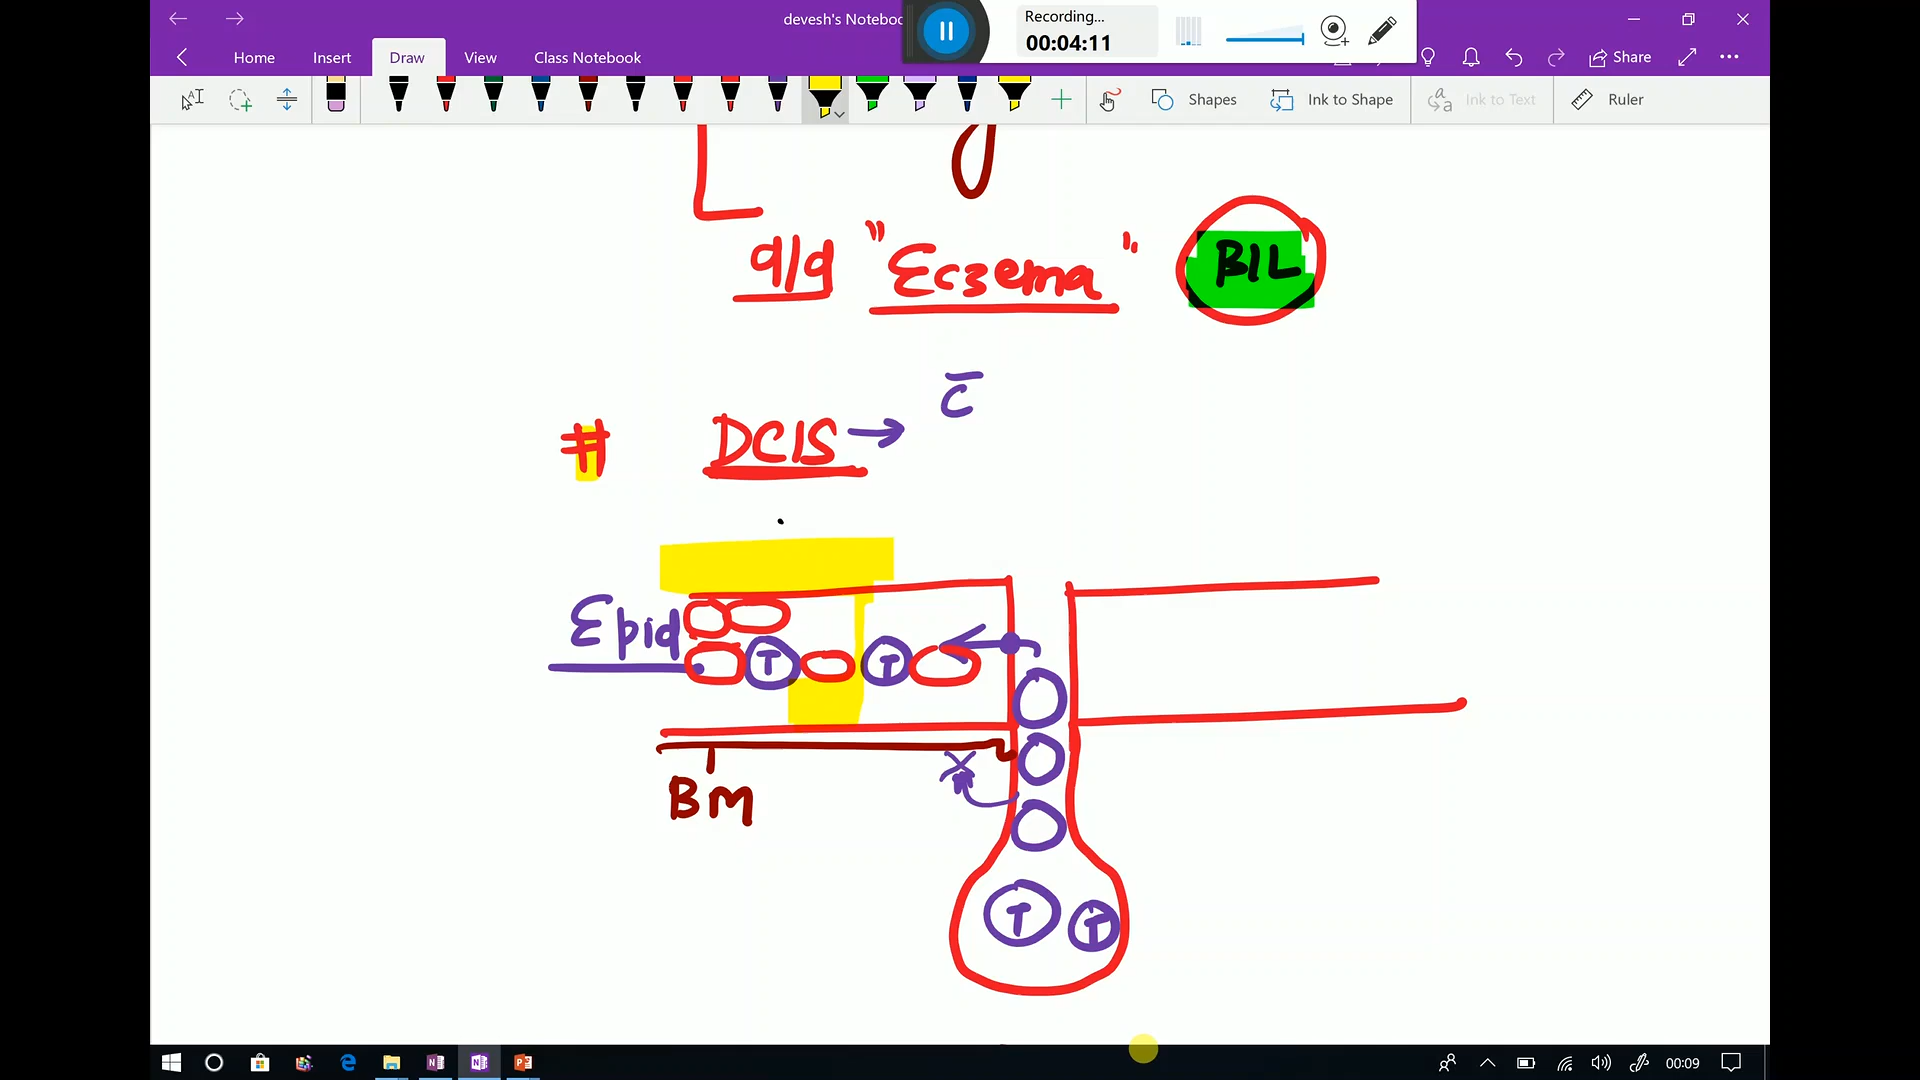 devesh's Noteboo
Recording...
00:04:11
Home Insert Draw View Class Notebook
Share
Shapes
Ink to Shape
Ink to Text
Ruler
"Eczema"
BIL
c̄
# DCIS →
Epid
T T
BM
X
T T
00:09